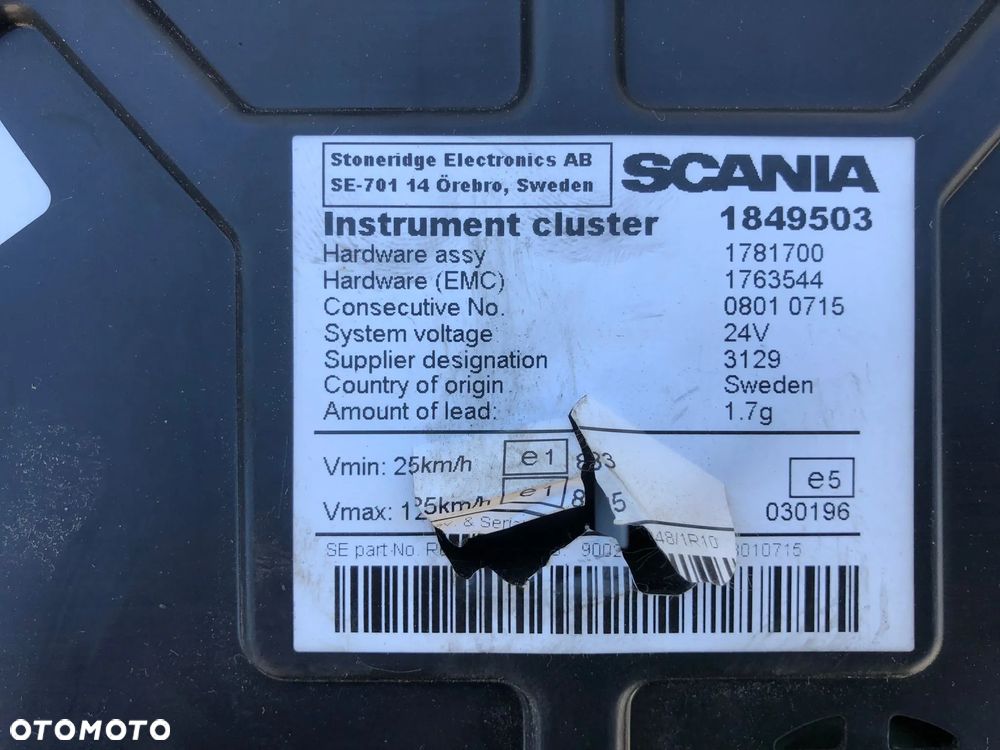 Stoneridge Electronics AB
SE-701 14 Örebro, Sweden
SCANIA
Instrument cluster 1849503
Hardware assy 1781700
Hardware (EMC) 1763544
Consecutive No. 0801 0715
System voltage 24V
Supplier designation 3129
Country of origin Sweden
Amount of lead: 1.7g
Vmin: 25km/h e1 883
e5
Vmax: 125km/h e1
030196
SE part No.
OTOMOTO